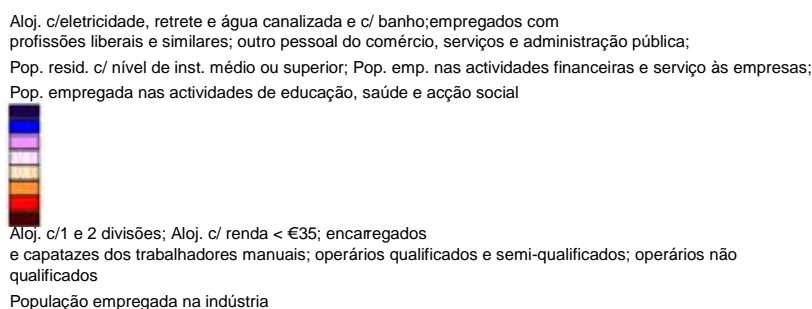 Aloj. c/eletricidade, retrete e água canalizada e c/ banho;empregados com
profissões liberais e similares; outro pessoal do comércio, serviços e administração pública;
Pop. resid. c/ nível de inst. médio ou superior; Pop. emp. nas actividades financeiras e serviço às empresas;
Pop. empregada nas actividades de educação, saúde e acção social
Aloj. c/1 e 2 divisões; Aloj. c/ renda < €35; encarregados
e capatazes dos trabalhadores manuais; operários qualificados e semi-qualificados; operários não
qualificados
População empregada na indústria